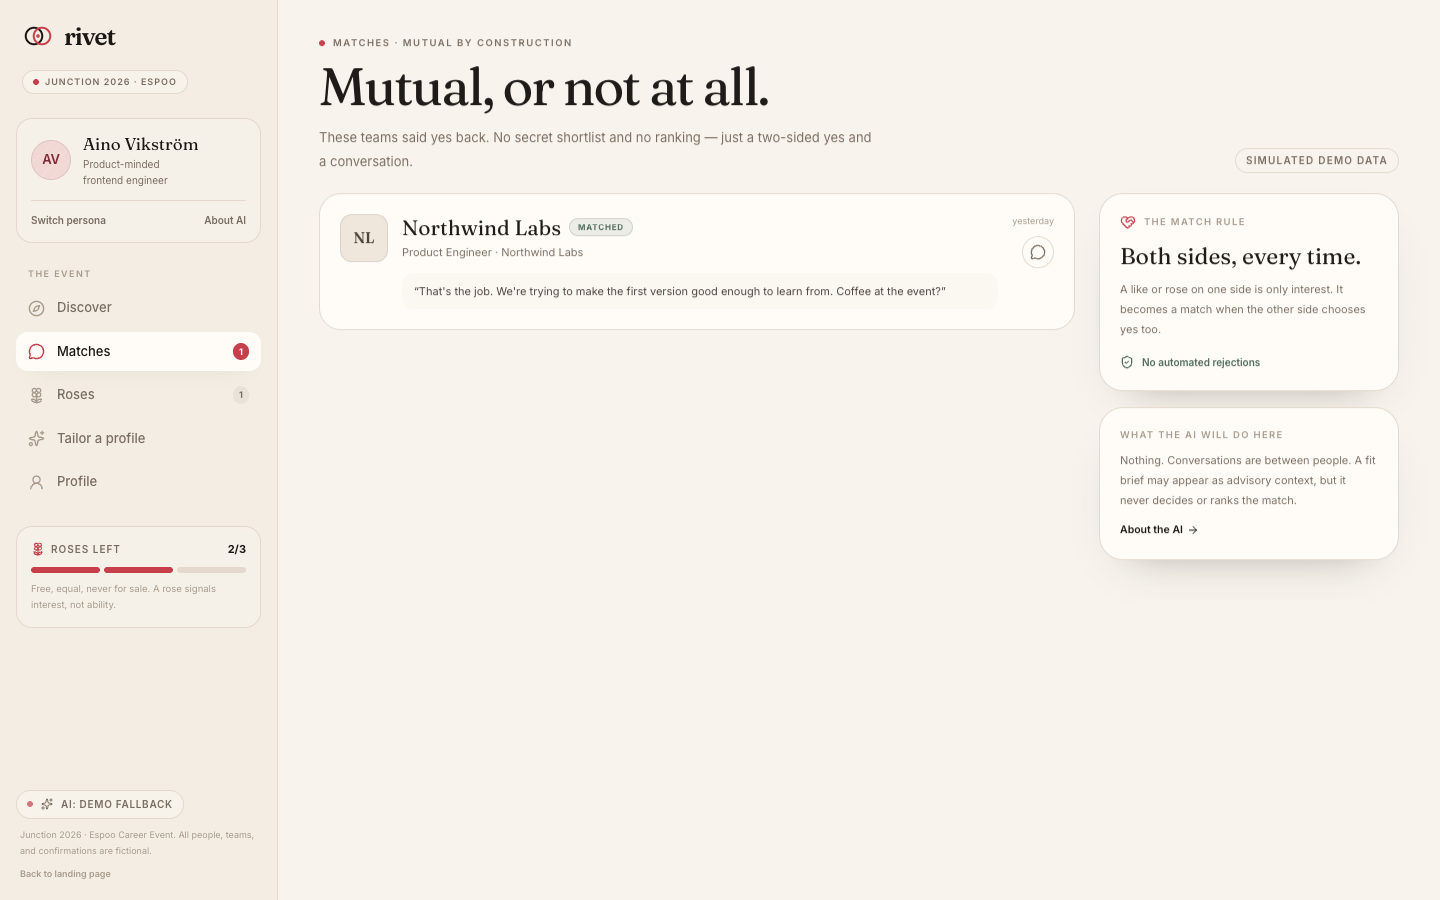 rivet
JUNCTION 2026 · ESPOO
AV
Aino Vikström
Product-minded
frontend engineer
Switch persona
About AI
THE EVENT
Discover
Matches
1
Roses
1
Tailor a profile
Profile
ROSES LEFT
2/3
Free, equal, never for sale. A rose signals
interest, not ability.
AI: DEMO FALLBACK
Junction 2026 · Espoo Career Event. All people, teams,
and confirmations are fictional.
Back to landing page
MATCHES · MUTUAL BY CONSTRUCTION
Mutual, or not at all.
These teams said yes back. No secret shortlist and no ranking — just a two-sided yes and
a conversation.
SIMULATED DEMO DATA
NL
Northwind Labs
MATCHED
yesterday
Product Engineer · Northwind Labs
“That's the job. We're trying to make the first version good enough to learn from. Coffee at the event?”
THE MATCH RULE
Both sides, every time.
A like or rose on one side is only interest. It
becomes a match when the other side chooses
yes too.
No automated rejections
WHAT THE AI WILL DO HERE
Nothing. Conversations are between people. A fit
brief may appear as advisory context, but it
never decides or ranks the match.
About the AI →